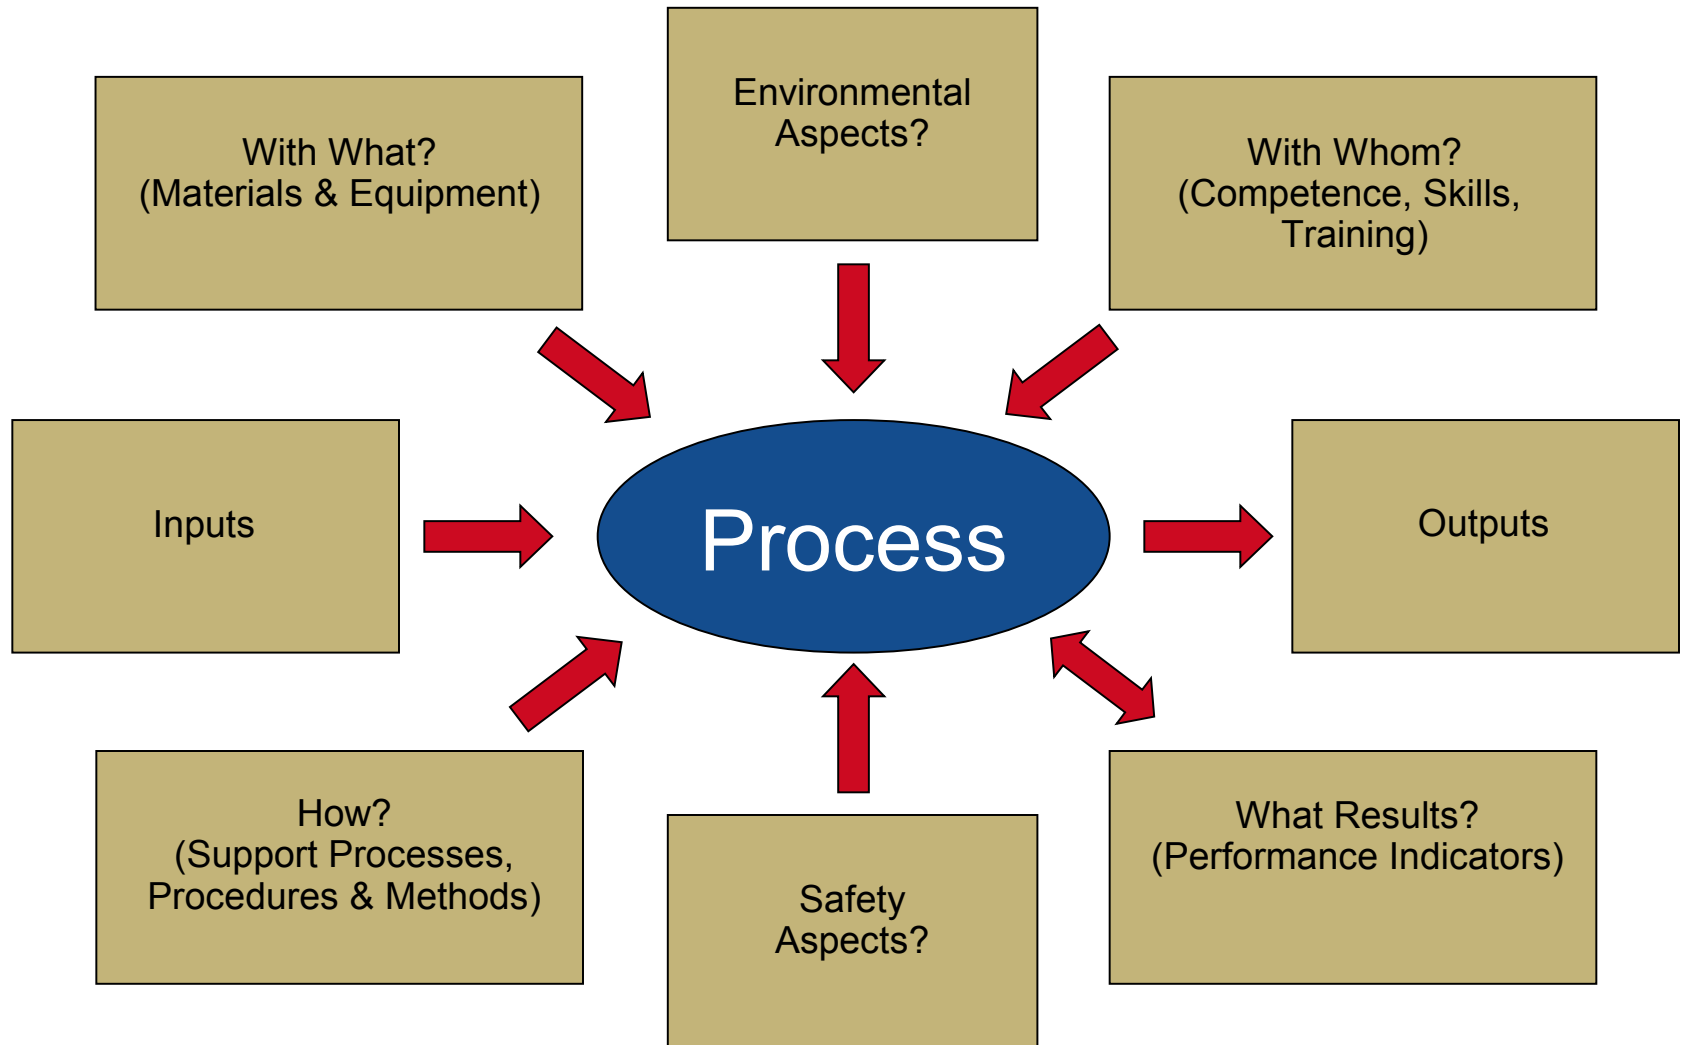 Environmental
Aspects?
With What?
(Materials & Equipment)
With Whom?
(Competence, Skills,
Training)
Inputs
Process
Outputs
How?
(Support Processes,
Procedures & Methods)
Safety
Aspects?
What Results?
(Performance Indicators)